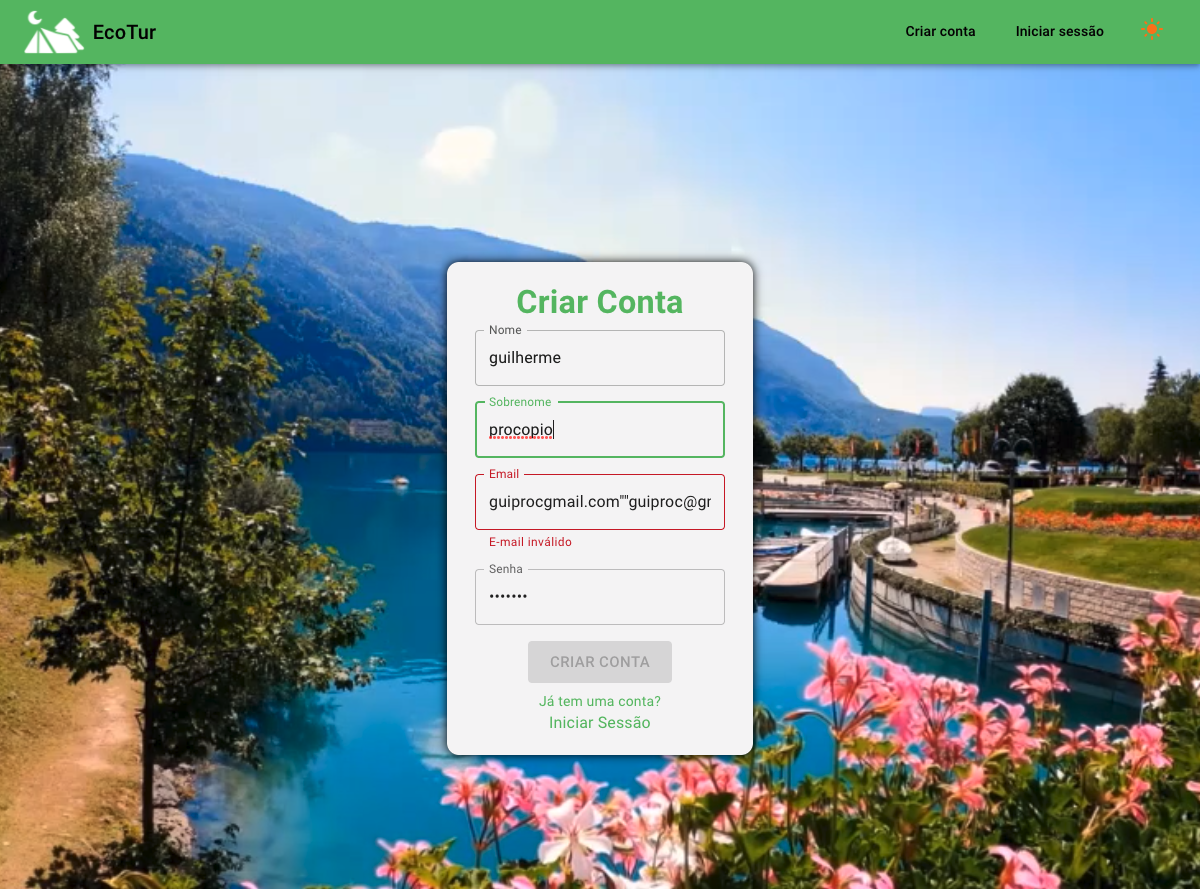 EcoTur
Criar conta
Iniciar sessão
Criar Conta
Nome
guilherme
Sobrenome
procopio
Email
guiprocgmail.com""guiproc@gr
E-mail inválido
Senha
•••••••
CRIAR CONTA
Já tem uma conta?
Iniciar Sessão